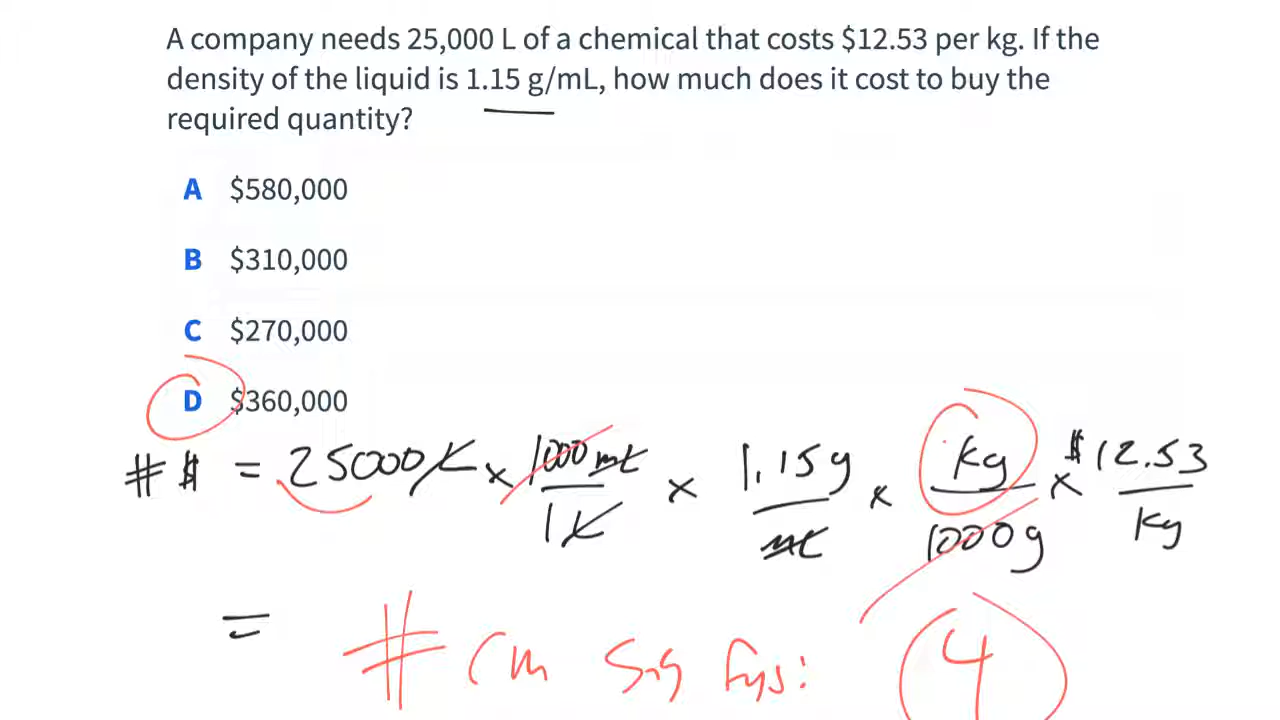 A company needs 25,000 L of a chemical that costs $12.53 per kg. If the
density of the liquid is 1.15 g/mL, how much does it cost to buy the
required quantity?
A $580,000
B $310,000
C $270,000
D $360,000
#$ = 25000 L × 1000 mL / 1 L × 1.15 g / mL × kg / 1000 g × $12.53 / kg
= # sig figs: 4